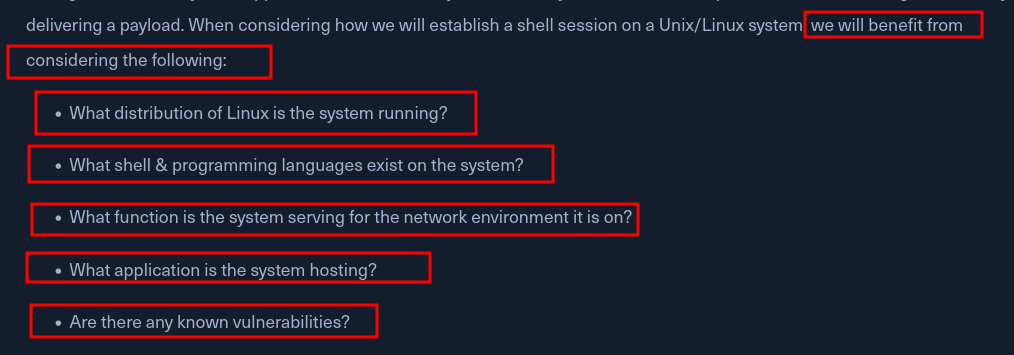 delivering a payload. When considering how we will establish a shell session on a Unix/Linux system, we will benefit from
considering the following:
• What distribution of Linux is the system running?
• What shell & programming languages exist on the system?
• What function is the system serving for the network environment it is on?
• What application is the system hosting?
• Are there any known vulnerabilities?